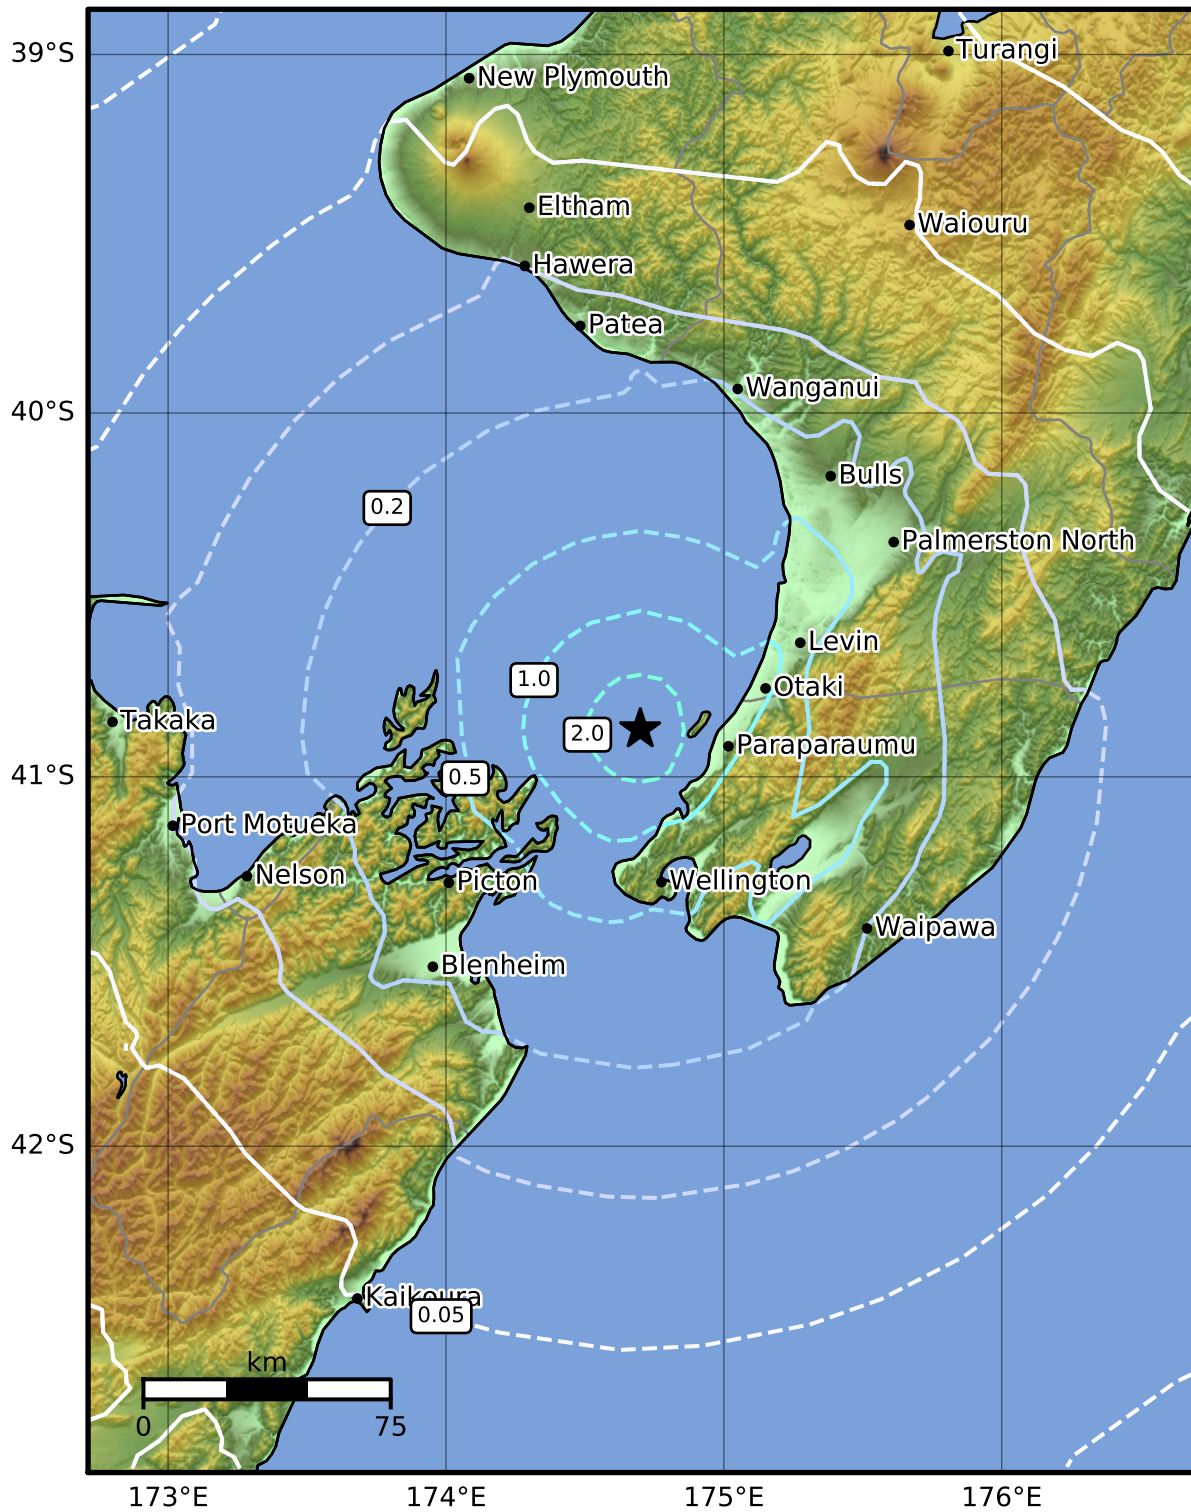 39°S
Turangi
New Plymouth
Eltham
Waiouru
Hawera
Patea
Wanganui
40°S
Bulls
0.2
Palmerston North
Levin
1.0
Otaki
Takaka
2.0
Paraparaumu
41°S
0.5
Port Motueka
Nelson
Picton
Wellington
Waipawa
Blenheim
42°S
Kaikoura
0.05
km
0
75
173°E
174°E
175°E
176°E